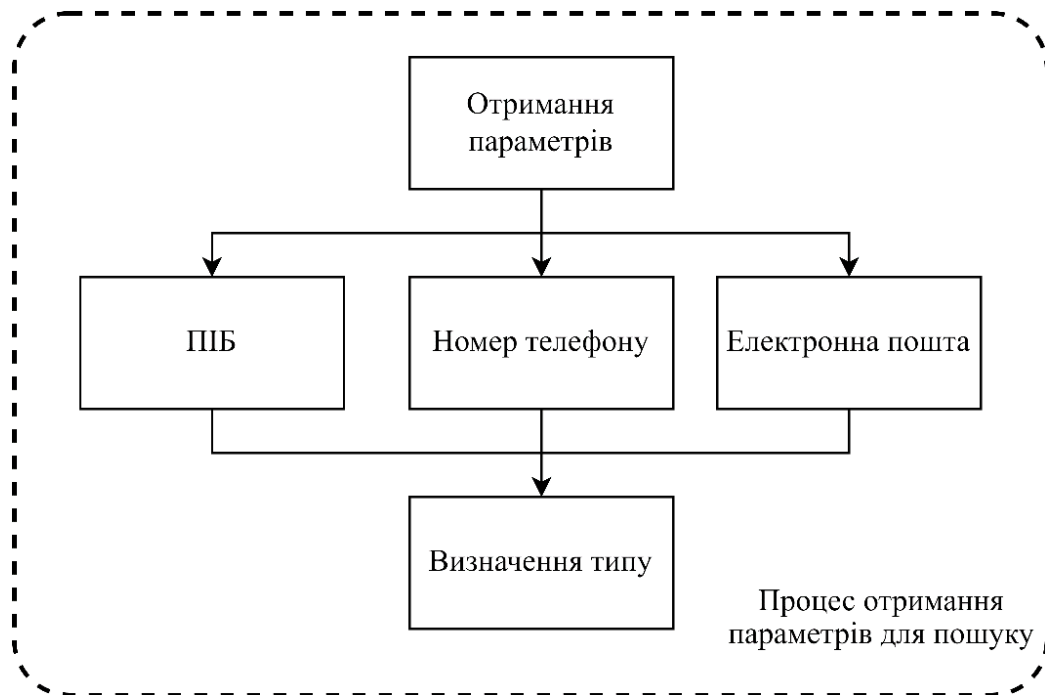 Отримання
параметрів
ПІБ
Номер телефону
Електронна пошта
Визначення типу
Процес отримання
параметрів для пошуку